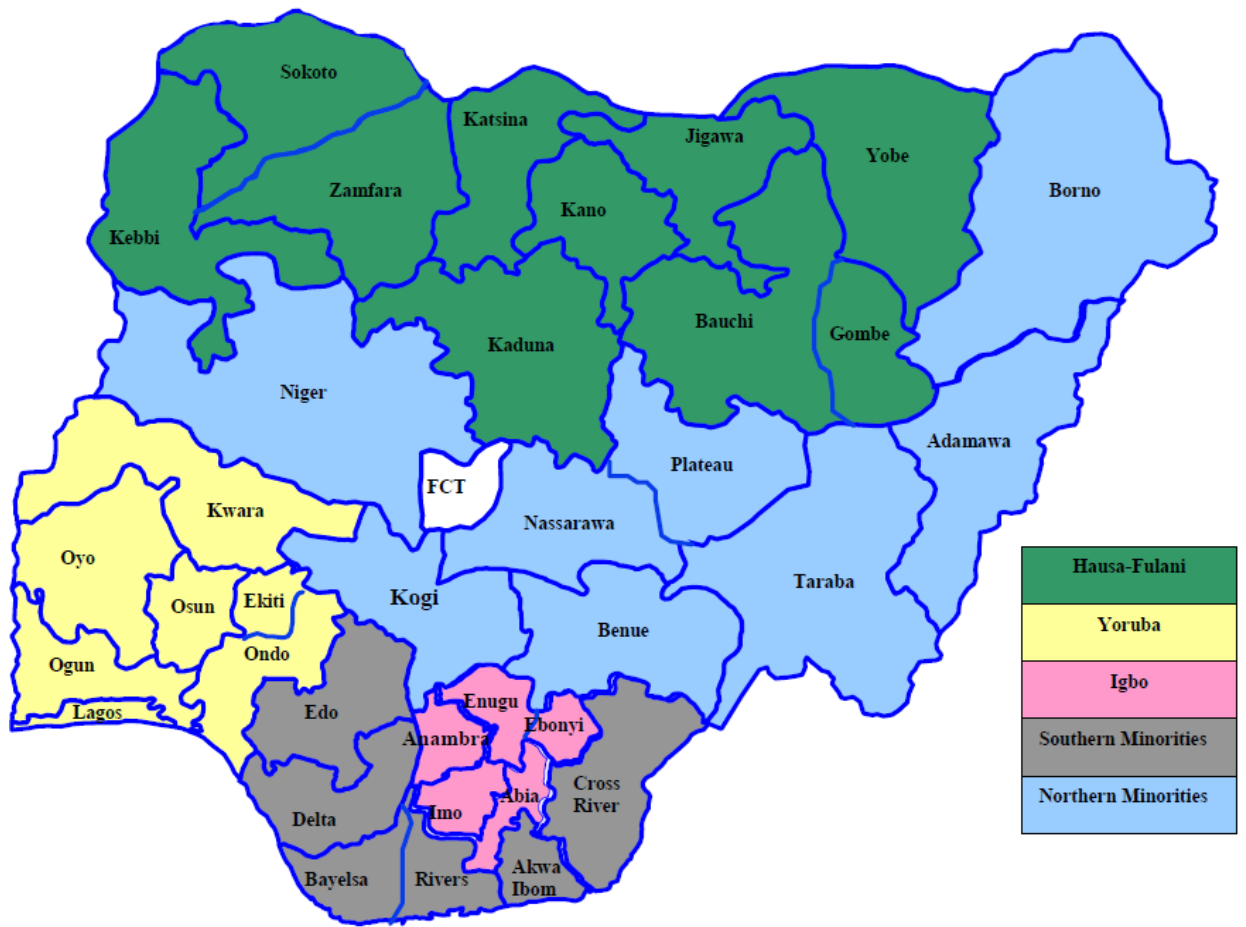 Sokoto
Katsina
Jigawa
Yobe
Zamfara
Kano
Borno
Kebbi
Bauchi
Gombe
Kaduna
Niger
Adamawa
Plateau
FCT
Kwara
Nassarawa
Oyo
Taraba
Osun
Ekiti
Kogi
Benue
Ogun
Ondo
Lagos
Edo
Enugu
Ebonyi
Anambra
Cross
River
Abia
Imo
Delta
Bayelsa
Rivers
Akwa
Ibom
Hausa-Fulani
Yoruba
Igbo
Southern Minorities
Northern Minorities